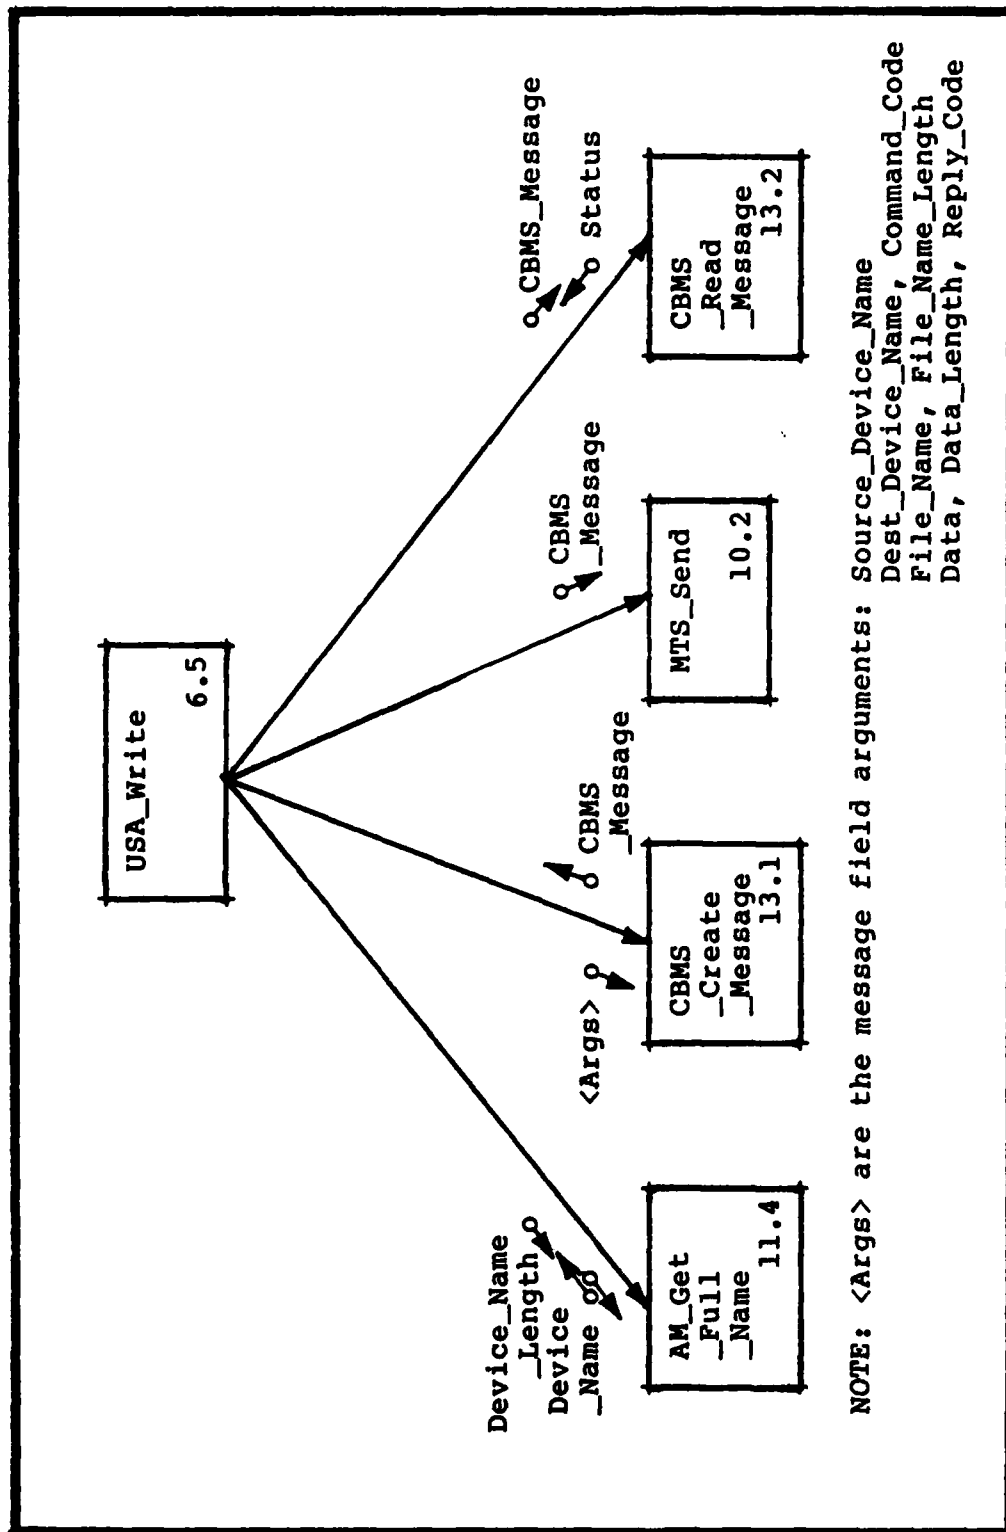 USA_Write
6.5
Device_Name
_Length
Device
_Name
<Args>
CBMS
_Message
CBMS
_Message
CBMS_Message
Status
AM_Get
_Full
_Name
11.4
CBMS
_Create
_Message
13.1
MTS_Send
10.2
CBMS
_Read
_Message
13.2
NOTE: <Args> are the message field arguments: Source_Device_Name
Dest_Device_Name, Command_Code
File_Name, File_Name_Length
Data, Data_Length, Reply_Code